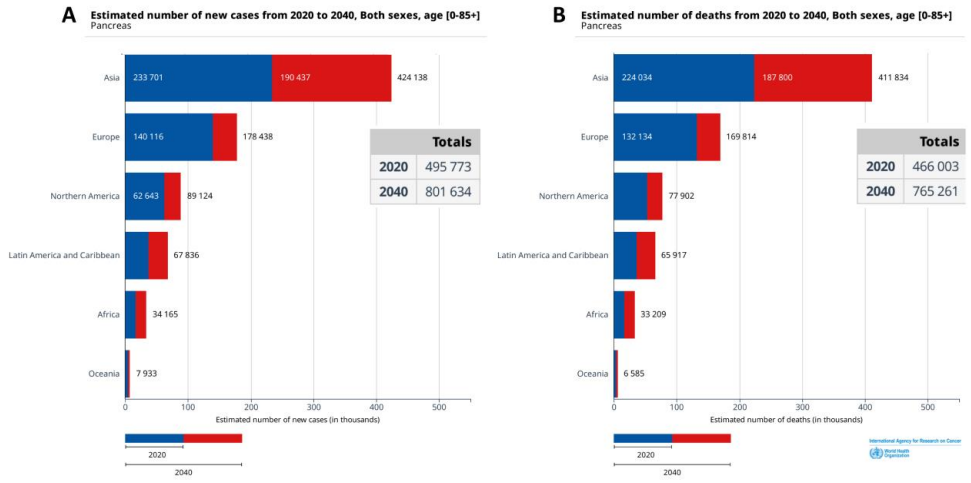 A
Estimated number of new cases from 2020 to 2040, Both sexes, age [0-85+]
Pancreas
Asia 233 701 190 437 424 138
Europe 140 116 178 438
Totals
2020 495 773
2040 801 634
Northern America 62 643 89 124
Latin America and Caribbean 67 836
Africa 34 165
Oceania 7 933
0 100 200 300 400 500
Estimated number of new cases (in thousands)
2020
2040
B
Estimated number of deaths from 2020 to 2040, Both sexes, age [0-85+]
Pancreas
Asia 224 034 187 800 411 834
Europe 132 134 169 814
Totals
2020 466 003
2040 765 261
Northern America 77 902
Latin America and Caribbean 65 917
Africa 33 209
Oceania 6 585
0 100 200 300 400 500
Estimated number of deaths (in thousands)
2020
2040
International Agency for Research on Cancer
World Health
Organization